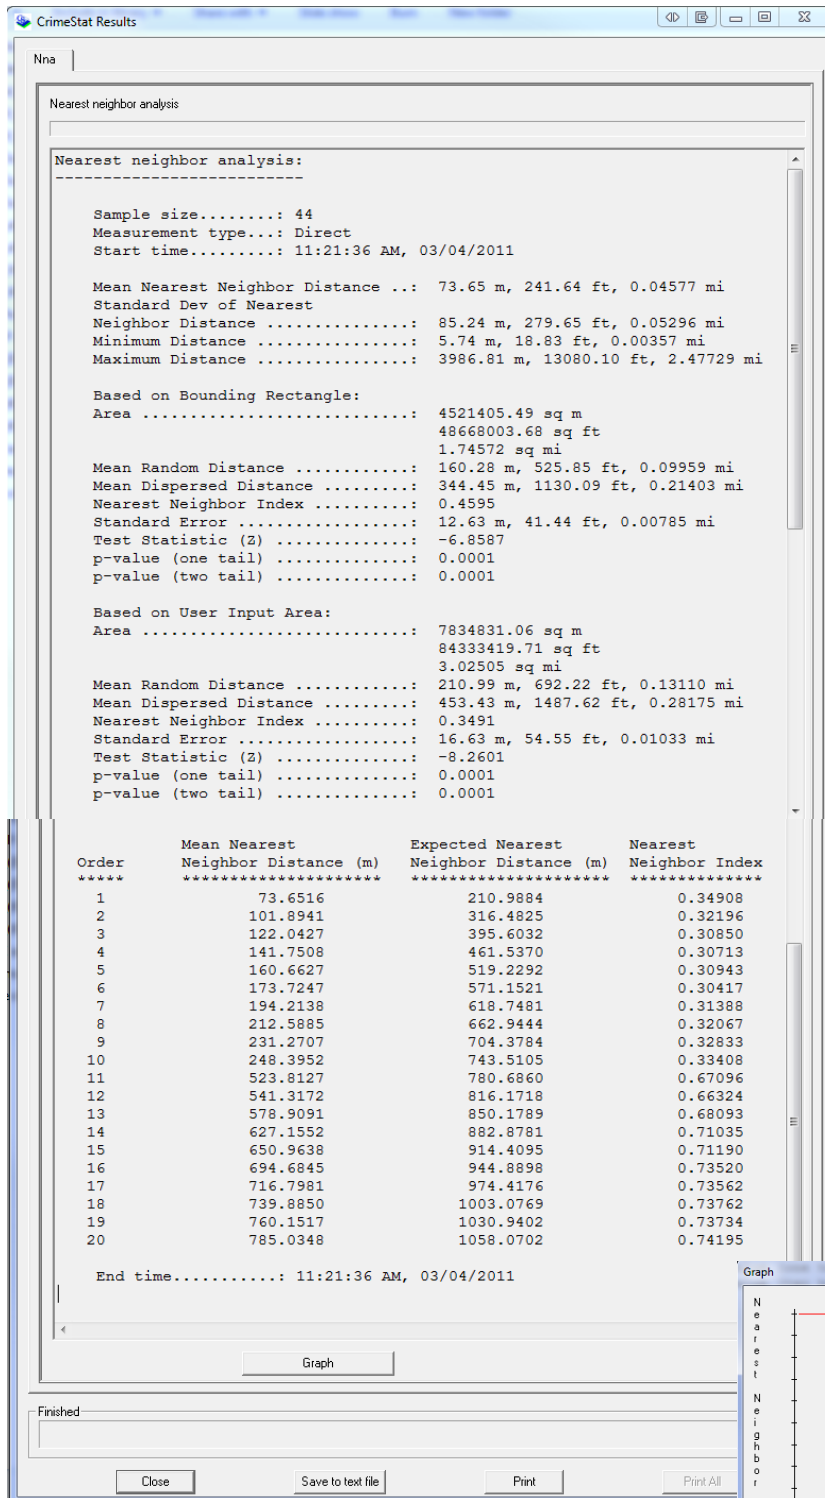 CrimeStat Results
Nna
Nearest neighbor analysis
Nearest neighbor analysis:
--------------------------
Sample size........: 44
Measurement type...: Direct
Start time.........: 11:21:36 AM, 03/04/2011
Mean Nearest Neighbor Distance ..: 73.65 m, 241.64 ft, 0.04577 mi
Standard Dev of Nearest
Neighbor Distance ...............: 85.24 m, 279.65 ft, 0.05296 mi
Minimum Distance ................: 5.74 m, 18.83 ft, 0.00357 mi
Maximum Distance ................: 3986.81 m, 13080.10 ft, 2.47729 mi
Based on Bounding Rectangle:
Area ............................: 4521405.49 sq m
48668003.68 sq ft
1.74572 sq mi
Mean Random Distance ............: 160.28 m, 525.85 ft, 0.09959 mi
Mean Dispersed Distance .........: 344.45 m, 1130.09 ft, 0.21403 mi
Nearest Neighbor Index ..........: 0.4595
Standard Error ..................: 12.63 m, 41.44 ft, 0.00785 mi
Test Statistic (Z) ..............: -6.8587
p-value (one tail) ..............: 0.0001
p-value (two tail) ..............: 0.0001
Based on User Input Area:
Area ............................: 7834831.06 sq m
84333419.71 sq ft
3.02505 sq mi
Mean Random Distance ............: 210.99 m, 692.22 ft, 0.13110 mi
Mean Dispersed Distance .........: 453.43 m, 1487.62 ft, 0.28175 mi
Nearest Neighbor Index ..........: 0.3491
Standard Error ..................: 16.63 m, 54.55 ft, 0.01033 mi
Test Statistic (Z) ..............: -8.2601
p-value (one tail) ..............: 0.0001
p-value (two tail) ..............: 0.0001
Mean Nearest Expected Nearest Nearest
Order Neighbor Distance (m) Neighbor Distance (m) Neighbor Index
***** ********************* ********************* **************
1 73.6516 210.9884 0.34908
2 101.8941 316.4825 0.32196
3 122.0427 395.6032 0.30850
4 141.7508 461.5370 0.30713
5 160.6627 519.2292 0.30943
6 173.7247 571.1521 0.30417
7 194.2138 618.7481 0.31388
8 212.5885 662.9444 0.32067
9 231.2707 704.3784 0.32833
10 248.3952 743.5105 0.33408
11 523.8127 780.6860 0.67096
12 541.3172 816.1718 0.66324
13 578.9091 850.1789 0.68093
14 627.1552 882.8781 0.71035
15 650.9638 914.4095 0.71190
16 694.6845 944.8898 0.73520
17 716.7981 974.4176 0.73562
18 739.8850 1003.0769 0.73762
19 760.1517 1030.9402 0.73734
20 785.0348 1058.0702 0.74195
End time...........: 11:21:36 AM, 03/04/2011
Graph
Finished
Close Save to text file Print Print All
Graph
Nearest Neighbor